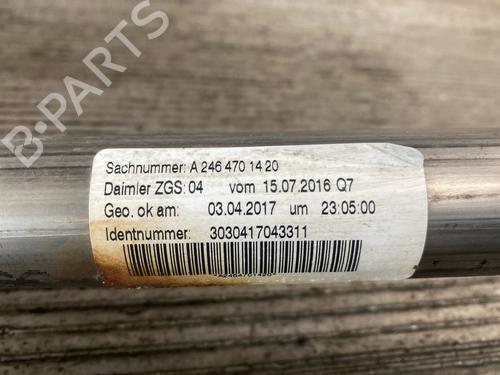 Sachnummer: A 246 470 14 20
Daimler ZGS: 04 vom 15.07.2016 Q7
Geo. ok am: 03.04.2017 um 23:05:00
Identnummer: 3030417043311
B-PARTS